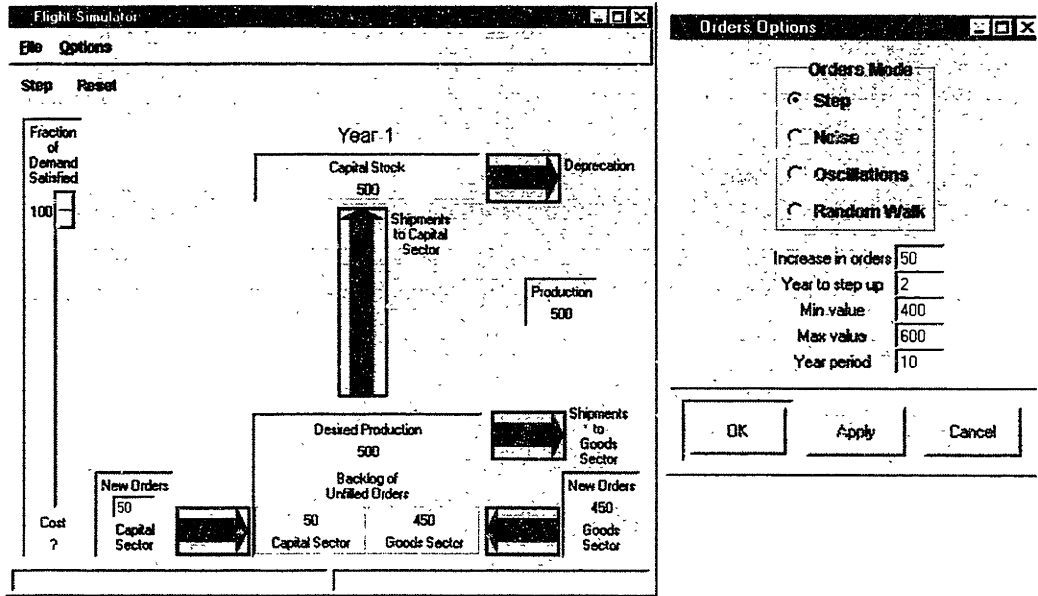 Flight Simulator
File Options
Step Reset
Fraction
of
Demand
Satisfied
100
Cost
?
Year 1
Capital Stock
500
Deprecation
Shipments
to Capital
Sector
Production
500
Desired Production
500
Backlog of
Unfilled Orders
50
Capital Sector
450
Goods Sector
Shipments
to
Goods
Sector
New Orders
50
Capital
Sector
New Orders
450
Goods
Sector
Orders Options
Orders Mode
Step
Noise
Oscillations
Random Walk
Increase in orders 50
Year to step up 2
Min value 400
Max value 600
Year period 10
OK Apply Cancel